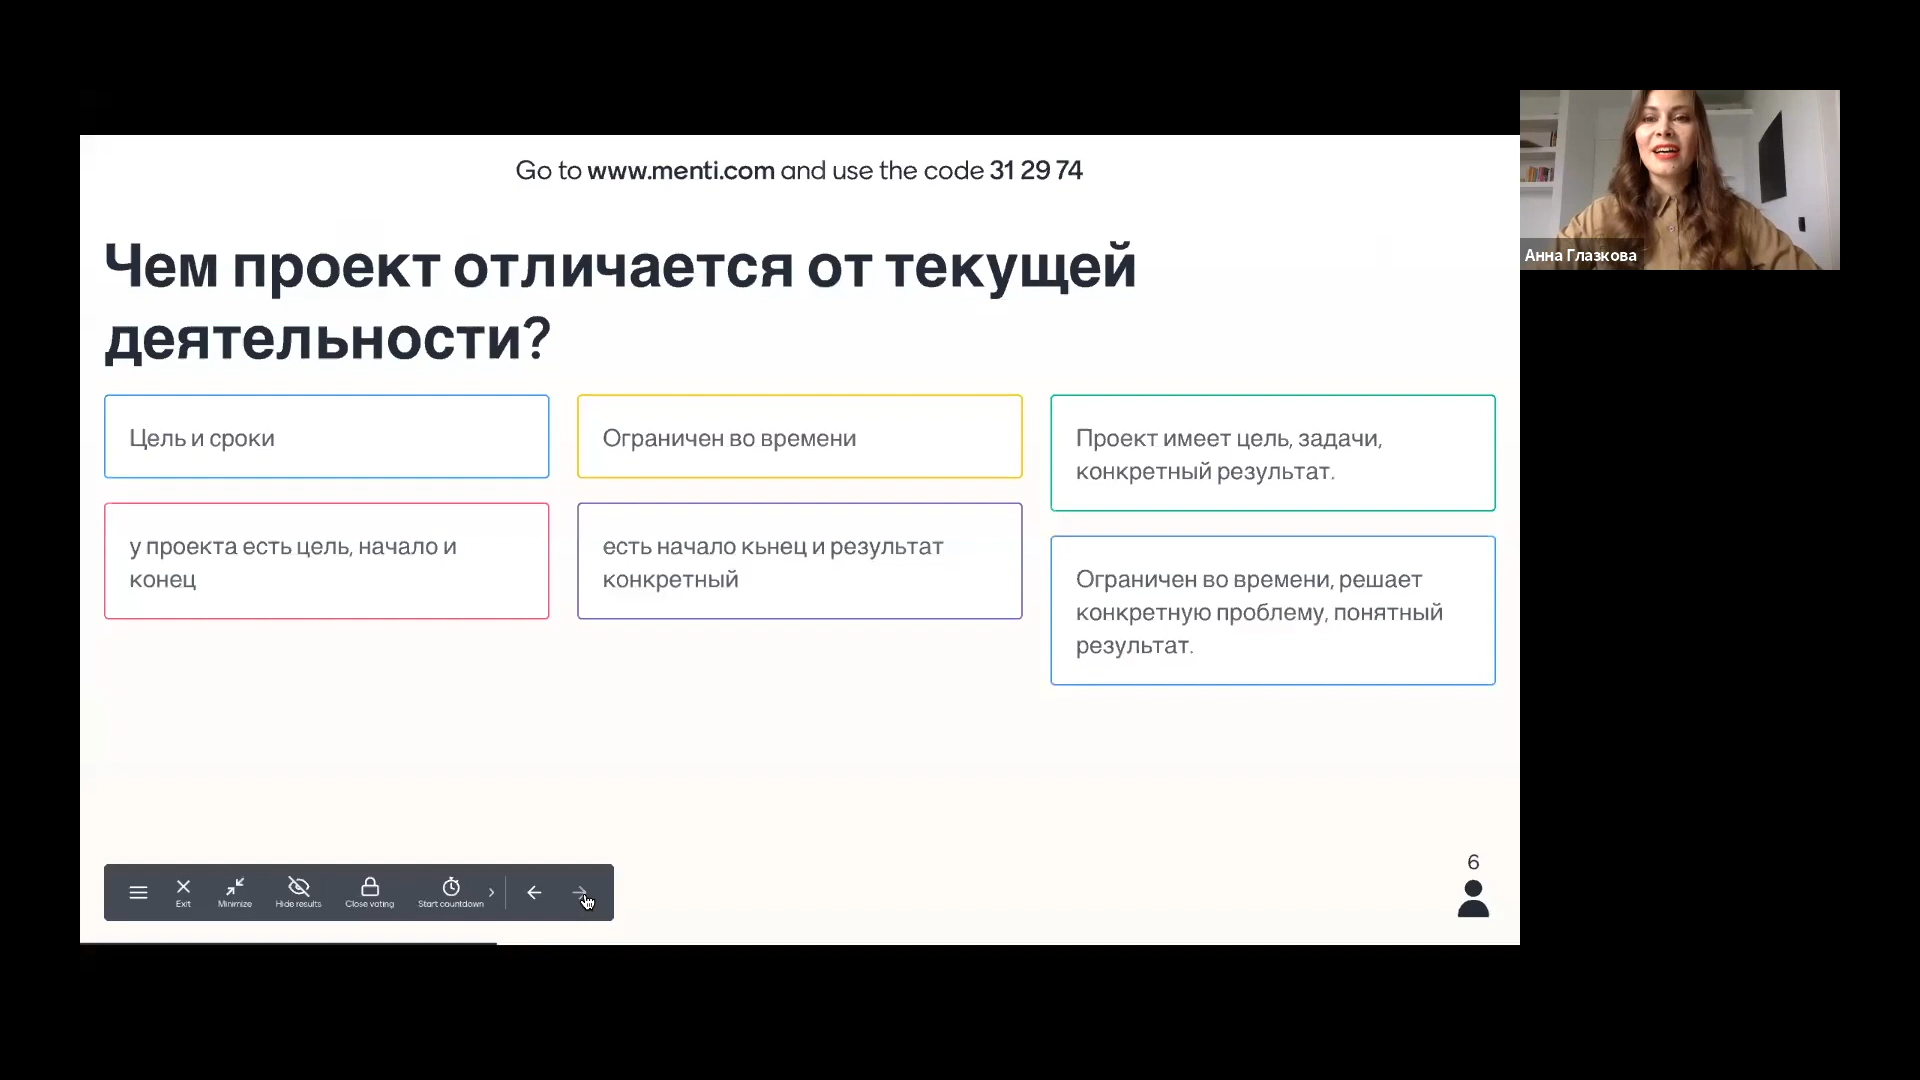 Go to www.menti.com and use the code 31 29 74
Чем проект отличается от текущей
деятельности?
Цель и сроки
Ограничен во времени
Проект имеет цель, задачи,
конкретный результат.
у проекта есть цель, начало и
конец
есть начало кьнец и результат
конкретный
Ограничен во времени, решает
конкретную проблему, понятный
результат.
Exit
Minimize
Hide results
Close voting
Start countdown
6
Анна Глазкова